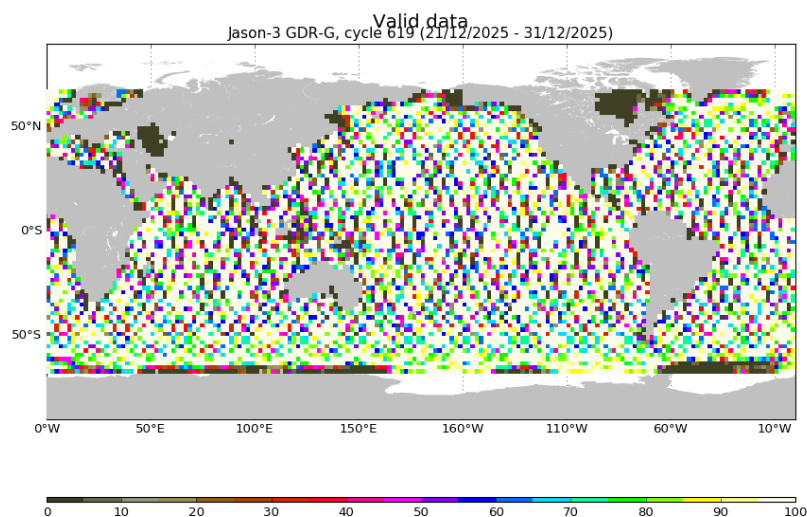 Valid data
Jason-3 GDR-G, cycle 619 (21/12/2025 - 31/12/2025)
50°N
0°S
50°S
0°W 50°E 100°E 150°E 160°W 110°W 60°W 10°W
0 10 20 30 40 50 60 70 80 90 100